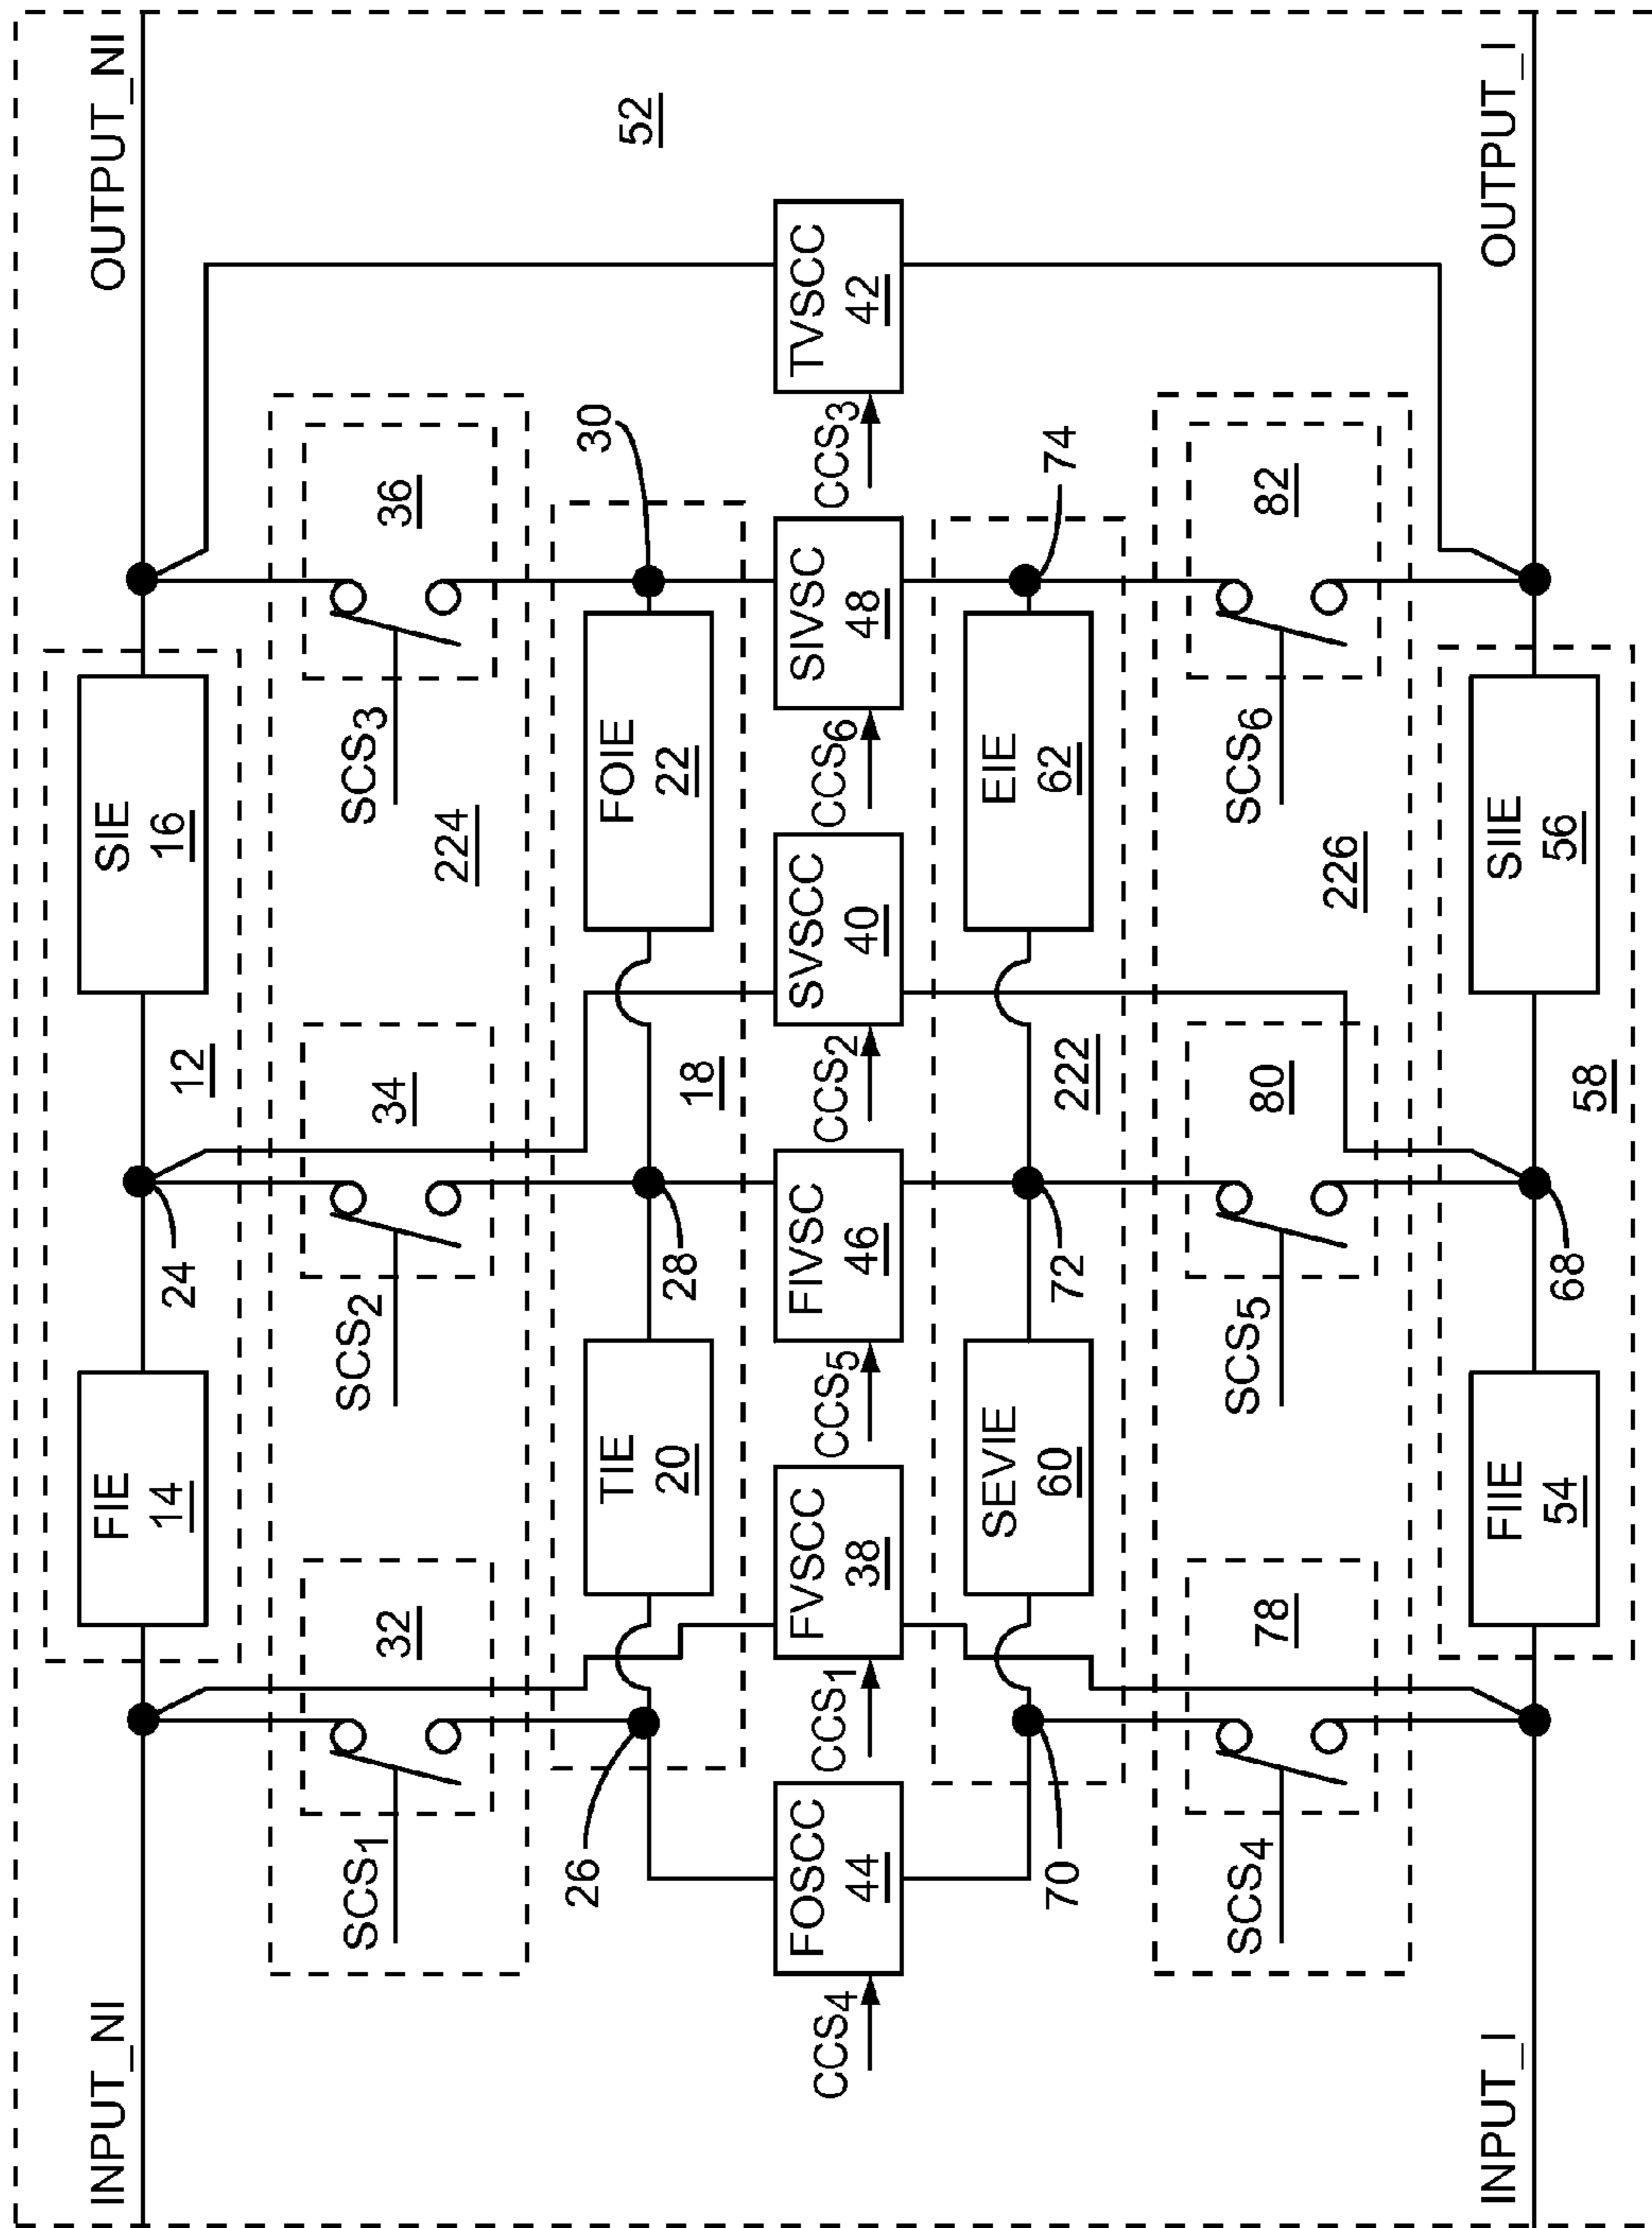 INPUT_NI
OUTPUT_NI
FIE
14
SIE
16
24
12
32
34
36
SCS1
SCS2
SCS3
224
26
TIE
20
28
FOIE
22
30
18
52
CCS4
FOSCC
44
CCS1
FVSCC
38
CCS5
FIVSC
46
CCS2
SVSCC
40
CCS6
SIVSC
48
CCS3
TVSCC
42
70
SEVIE
60
72
222
EIE
62
74
78
80
82
SCS4
SCS5
SCS6
226
FIIE
54
68
58
SIIE
56
INPUT_I
OUTPUT_I